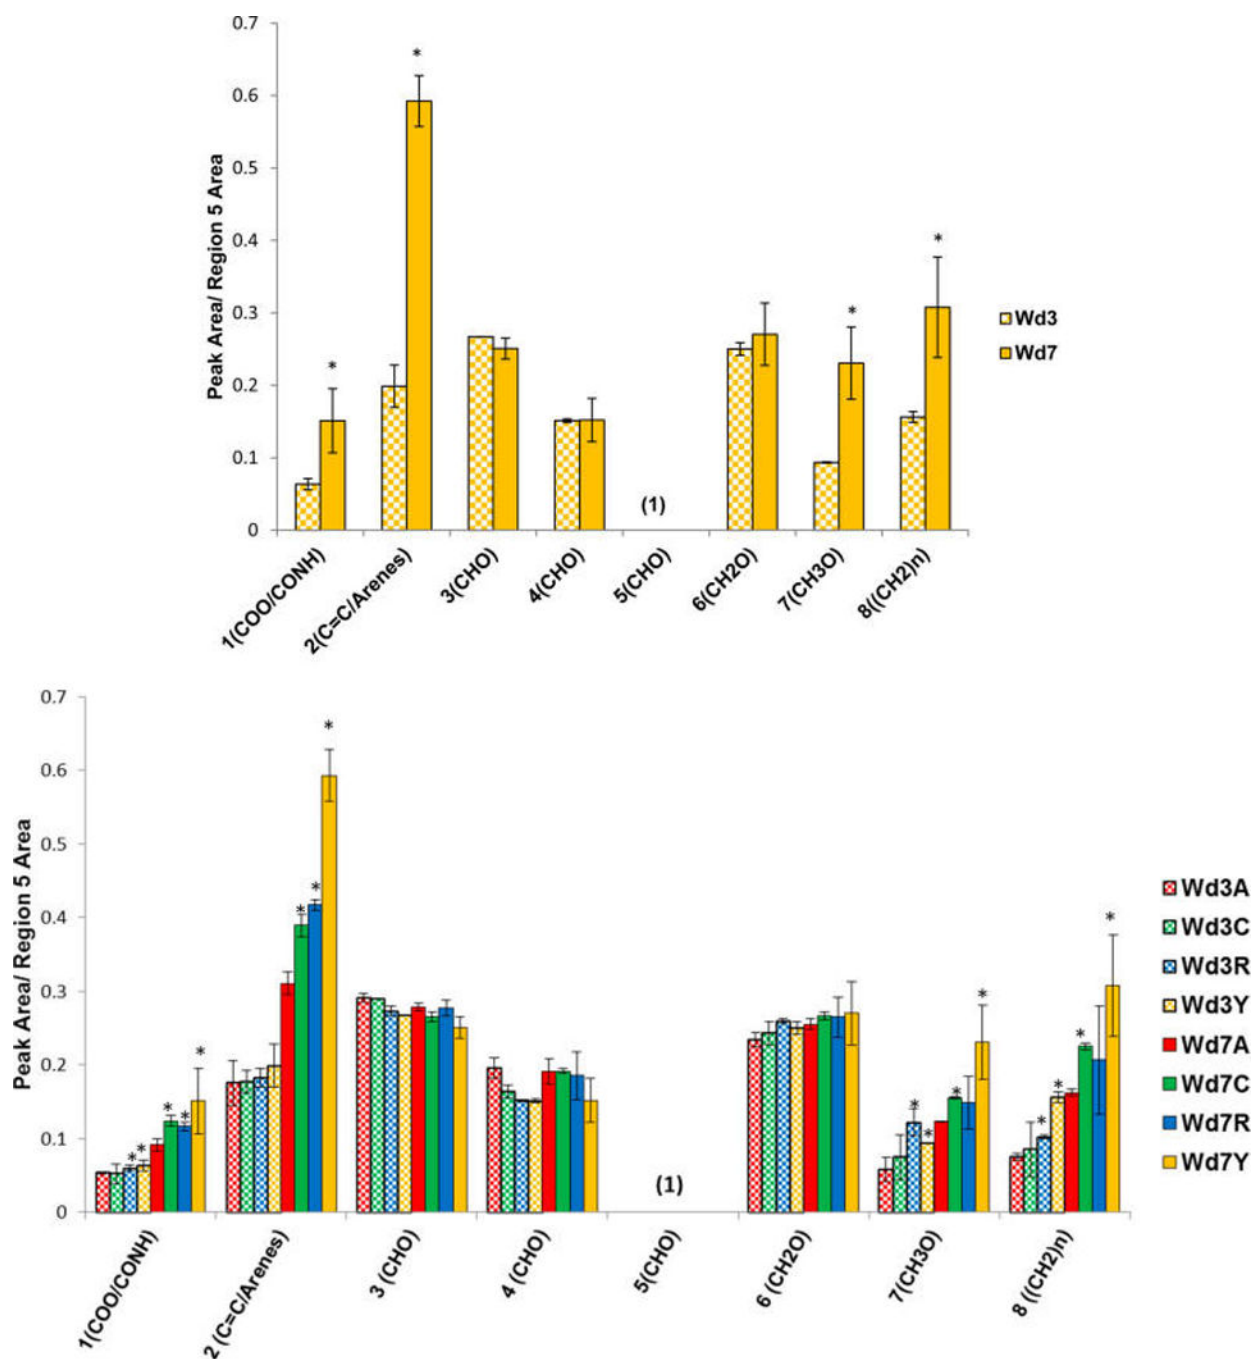 0.7
0.6
0.5
0.4
0.3
0.2
0.1
0
Peak Area/ Region 5 Area
*
*
*
*
(1)
Wd3
Wd7
1(COO/CONH)
2(C=C/Arenes)
3(CHO)
4(CHO)
5(CHO)
6(CH2O)
7(CH3O)
8((CH2)n)
0.7
0.6
0.5
0.4
0.3
0.2
0.1
0
Peak Area/ Region 5 Area
* * * * *
* * *
(1)
* * * *
* * * *
Wd3A
Wd3C
Wd3R
Wd3Y
Wd7A
Wd7C
Wd7R
Wd7Y
1(COO/CONH)
2 (C=C/Arenes)
3 (CHO)
4 (CHO)
5(CHO)
6 (CH2O)
7(CH3O)
8 ((CH2)n)